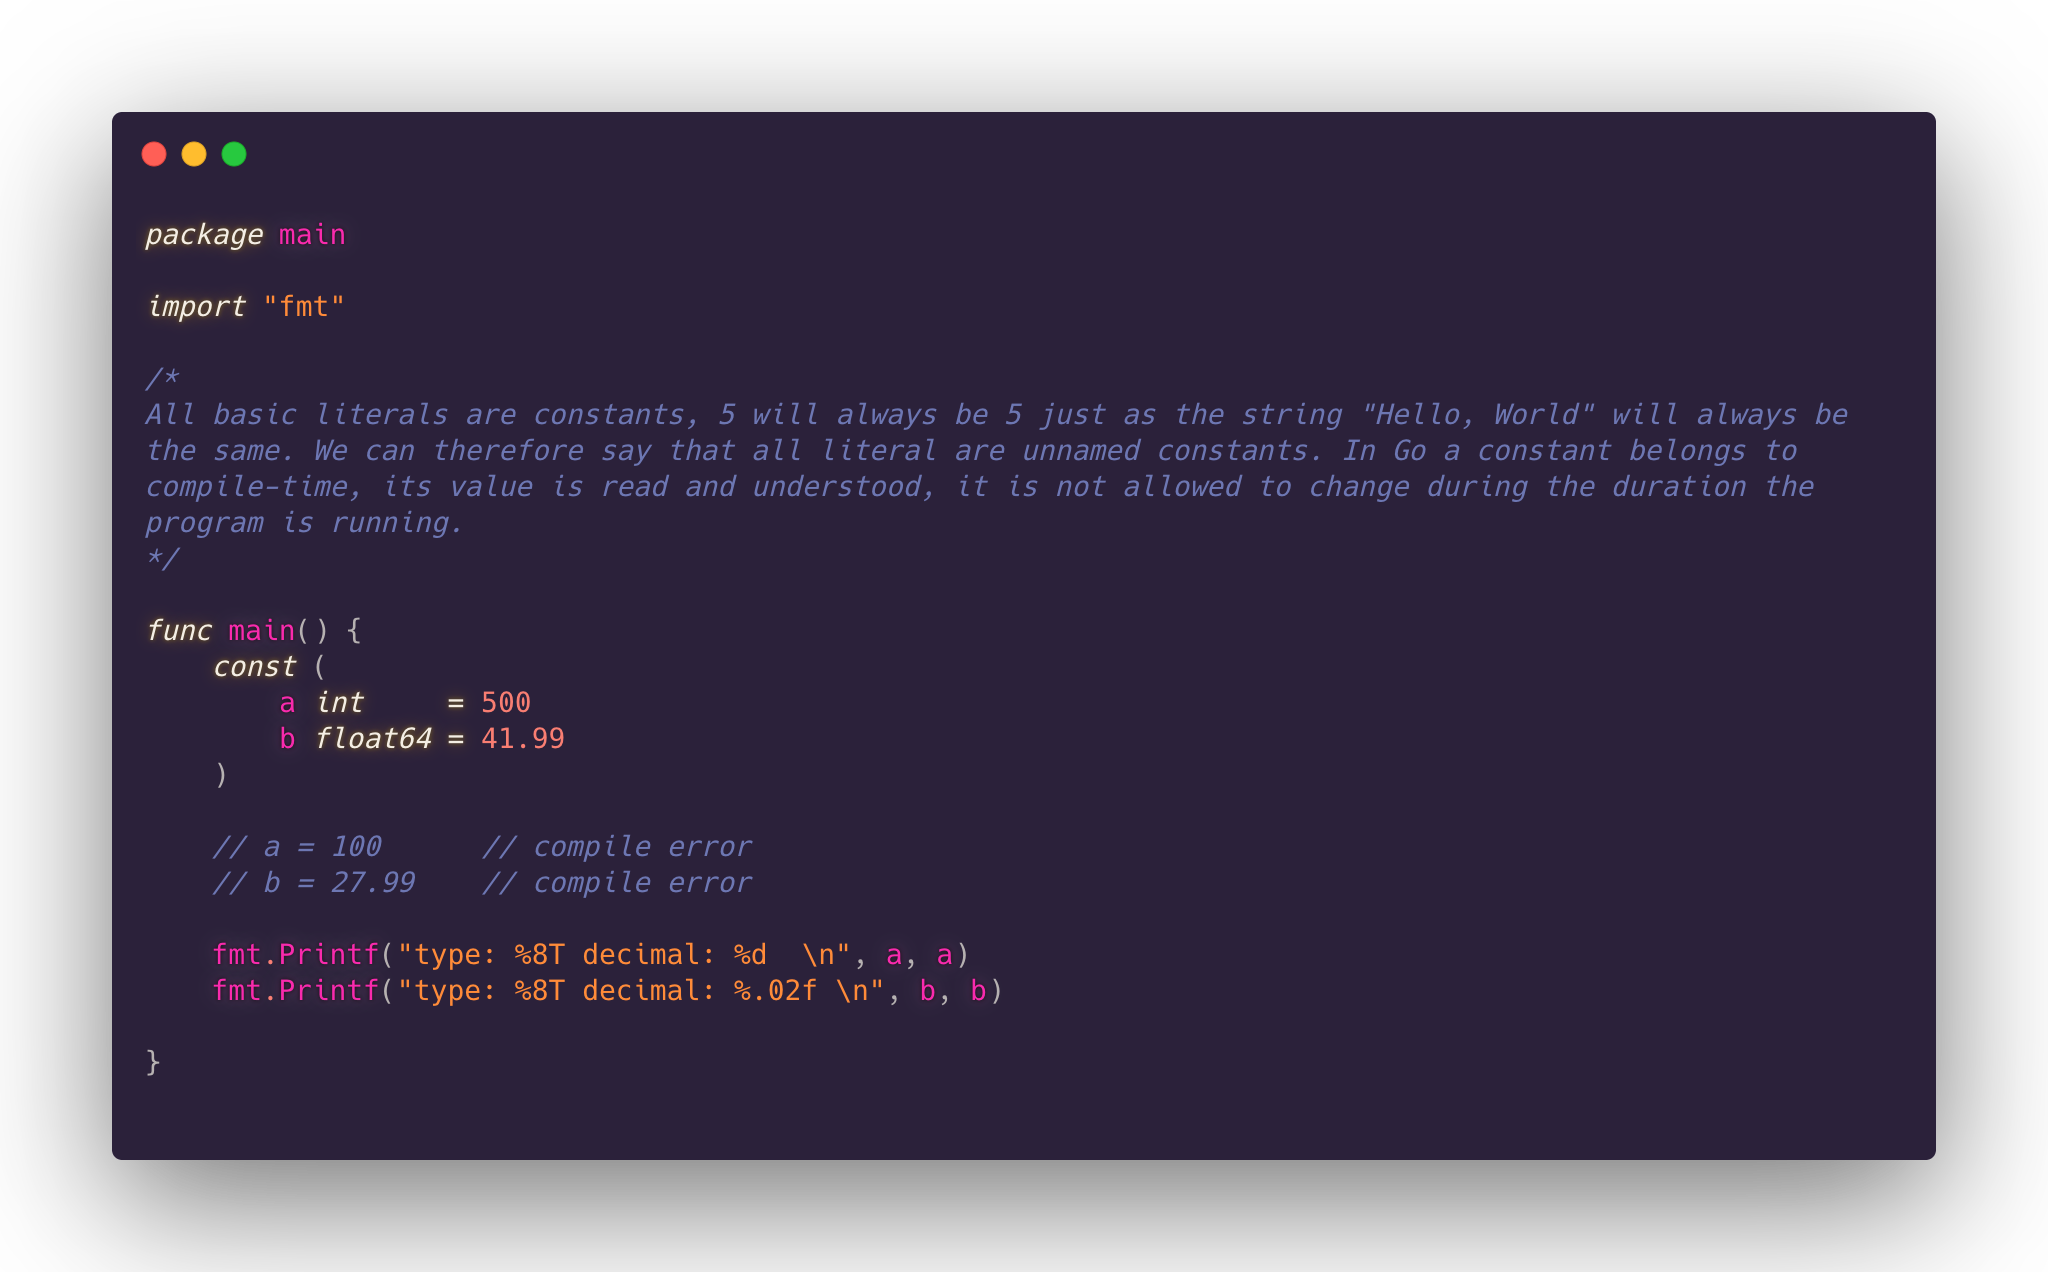 package main

import "fmt"

/*
All basic literals are constants, 5 will always be 5 just as the string "Hello, World" will always be
the same. We can therefore say that all literal are unnamed constants. In Go a constant belongs to
compile-time, its value is read and understood, it is not allowed to change during the duration the
program is running.
*/

func main() {
    const (
        a int     = 500
        b float64 = 41.99
    )

    // a = 100      // compile error
    // b = 27.99    // compile error

    fmt.Printf("type: %8T decimal: %d  \n", a, a)
    fmt.Printf("type: %8T decimal: %.02f \n", b, b)

}